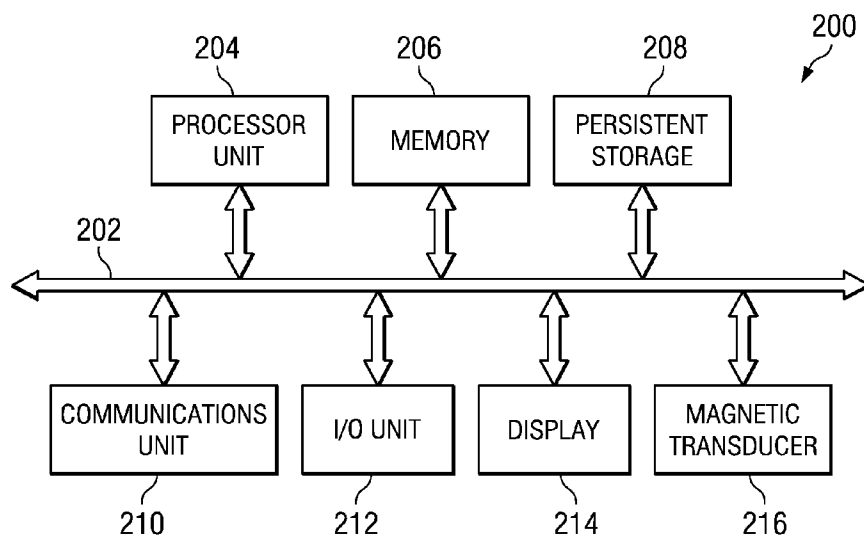 200
204
206
208
PROCESSOR
UNIT
MEMORY
PERSISTENT
STORAGE
202
COMMUNICATIONS
UNIT
I/O UNIT
DISPLAY
MAGNETIC
TRANSDUCER
210
212
214
216